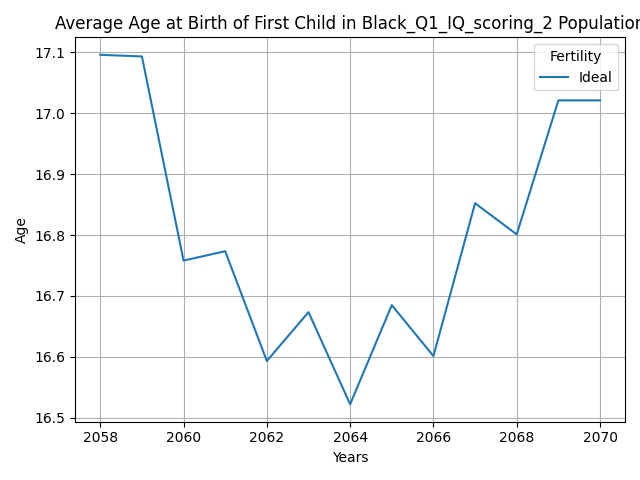 Average Age at Birth of First Child in Black_Q1_IQ_scoring_2 Population
17.1
17.0
16.9
16.8
16.7
16.6
16.5
Age
Fertility
Ideal
2058 2060 2062 2064 2066 2068 2070
Years